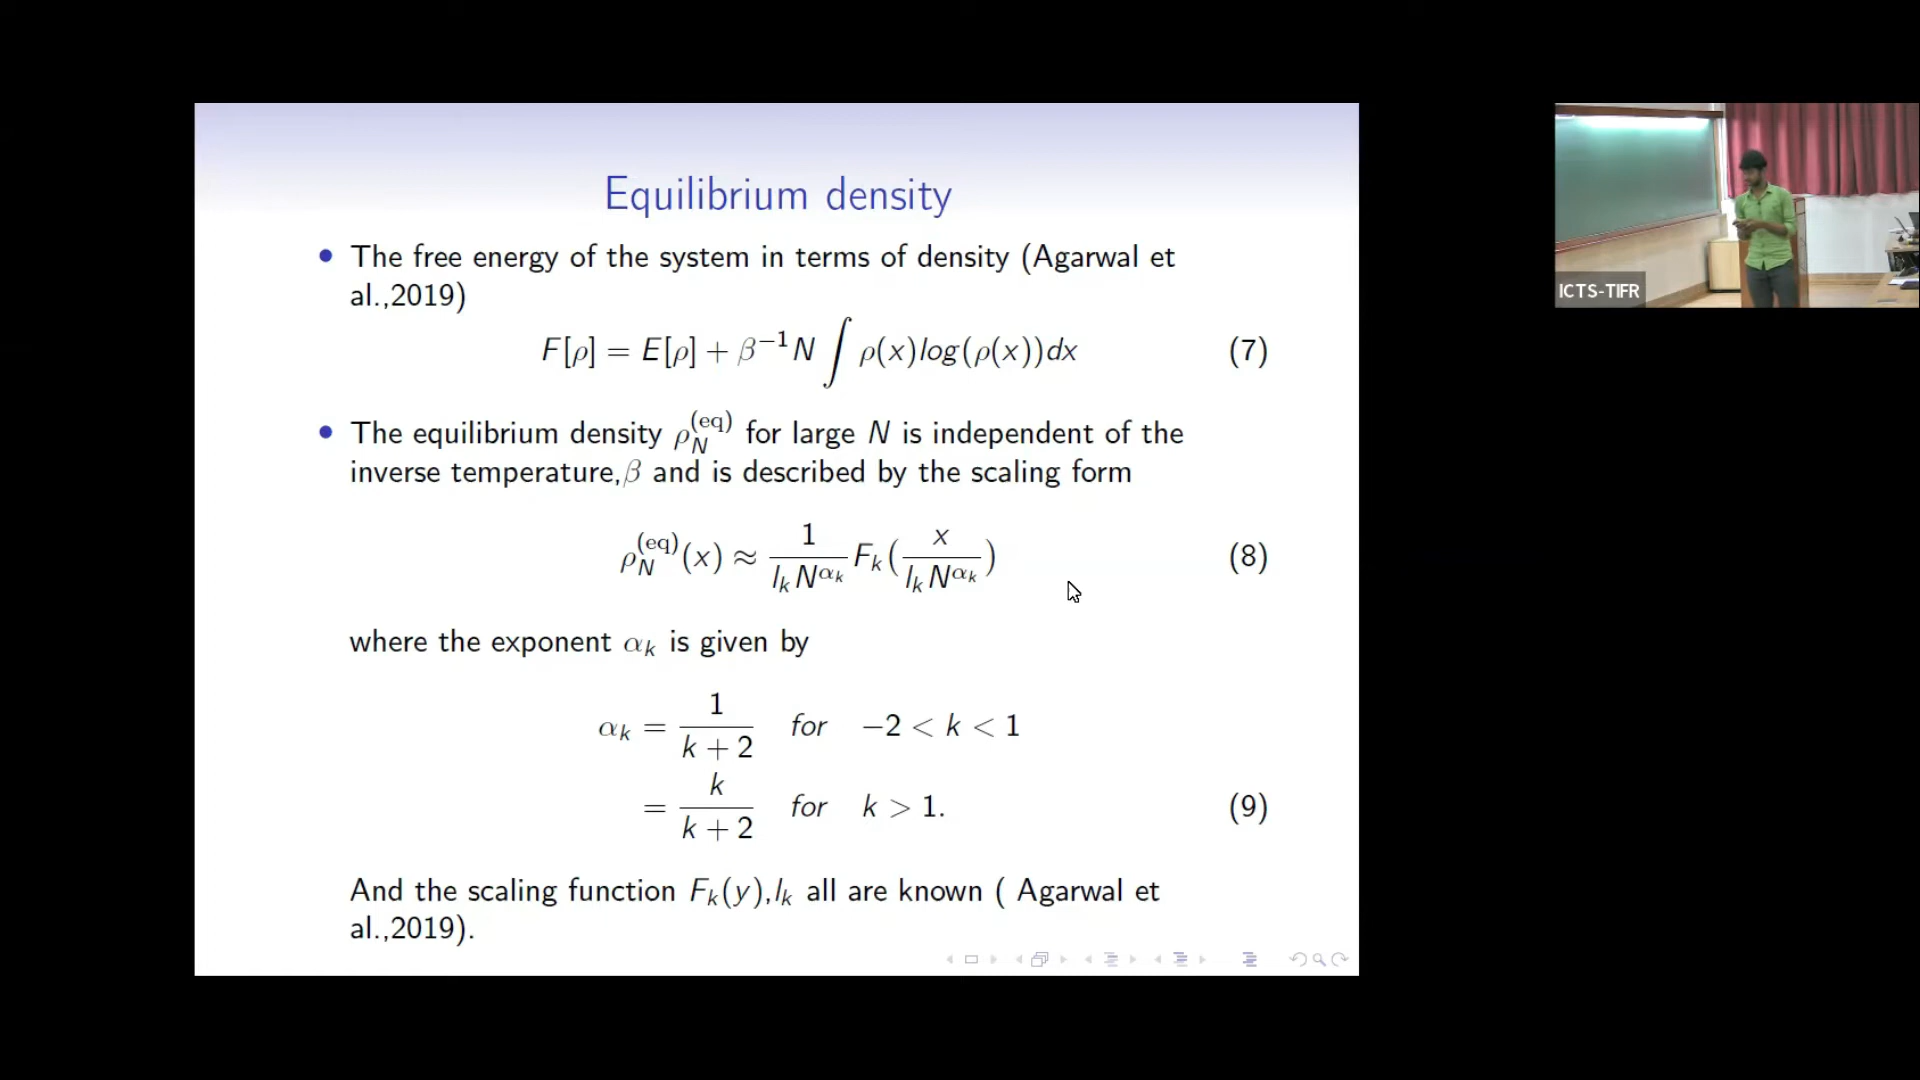 Equilibrium density
• The free energy of the system in terms of density (Agarwal et
al.,2019)
F[ρ] = E[ρ] + β⁻¹N ∫ ρ(x)log(ρ(x))dx (7)
• The equilibrium density ρ_N^(eq) for large N is independent of the
inverse temperature,β and is described by the scaling form
ρ_N^(eq)(x) ≈ 1/(l_k N^α_k) F_k(x/(l_k N^α_k)) (8)
where the exponent α_k is given by
α_k = 1/(k + 2) for −2 < k < 1
= k/(k + 2) for k > 1. (9)
And the scaling function F_k(y),l_k all are known ( Agarwal et
al.,2019).
ICTS-TIFR